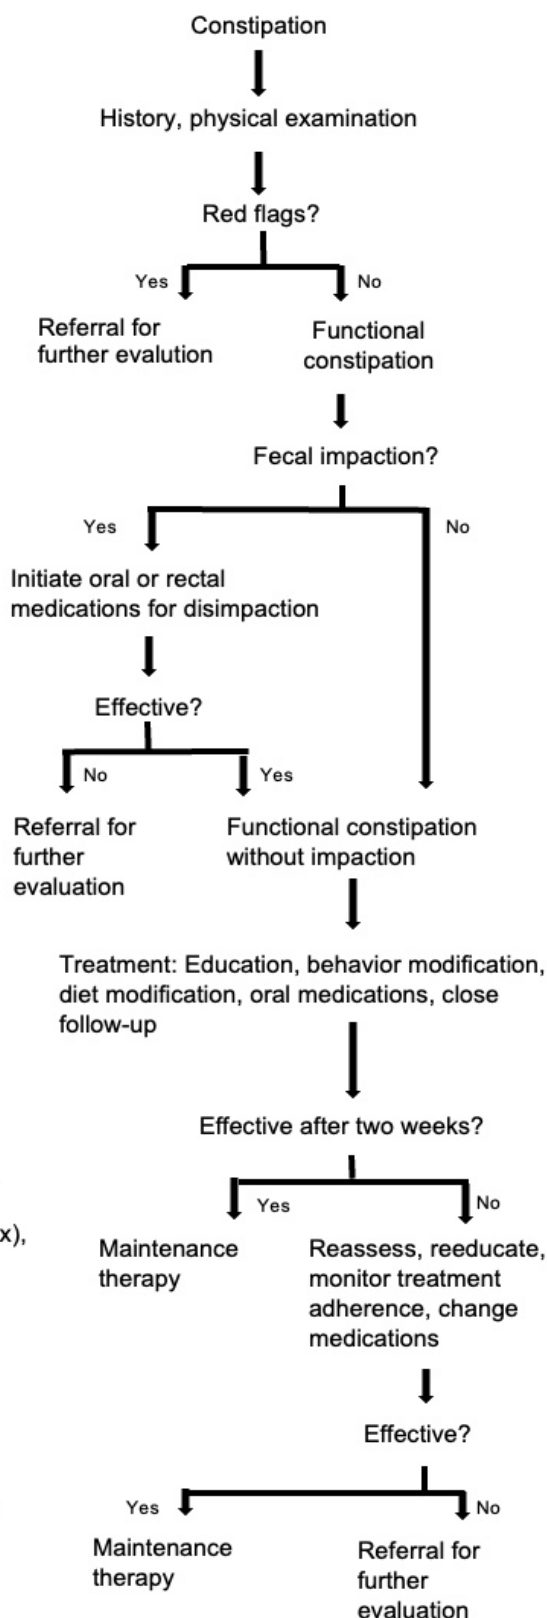 Constipation
History, physical examination
Red flags?
Yes
No
Referral for
further evalution
Functional
constipation
Fecal impaction?
Yes
No
Initiate oral or rectal
medications for disimpaction
Effective?
No
Yes
Referral for
further
evaluation
Functional constipation
without impaction
Treatment: Education, behavior modification,
diet modification, oral medications, close
follow-up
Effective after two weeks?
Yes
No
x),
Maintenance
therapy
Reassess, reeducate,
monitor treatment
adherence, change
medications
Effective?
Yes
No
Maintenance
therapy
Referral for
further
evaluation